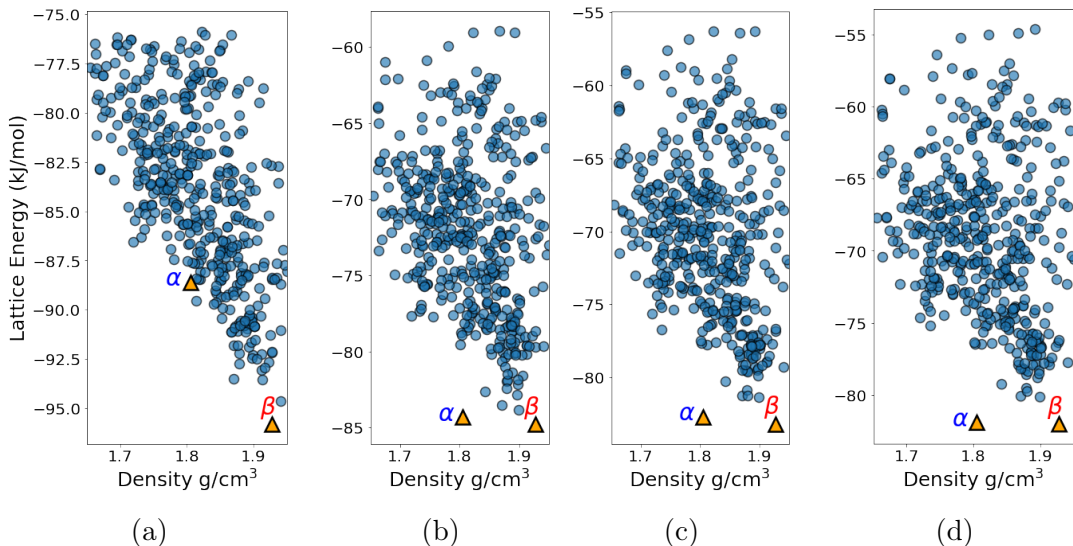 Lattice Energy (kJ/mol)
−75.0
−77.5
−80.0
−82.5
−85.0
−87.5
−90.0
−92.5
−95.0
α
β
1.7 1.8 1.9
Density g/cm³
(a)
−60
−65
−70
−75
−80
−85
α
β
1.7 1.8 1.9
Density g/cm³
(b)
−55
−60
−65
−70
−75
−80
α
β
1.7 1.8 1.9
Density g/cm³
(c)
−55
−60
−65
−70
−75
−80
α
β
1.7 1.8 1.9
Density g/cm³
(d)